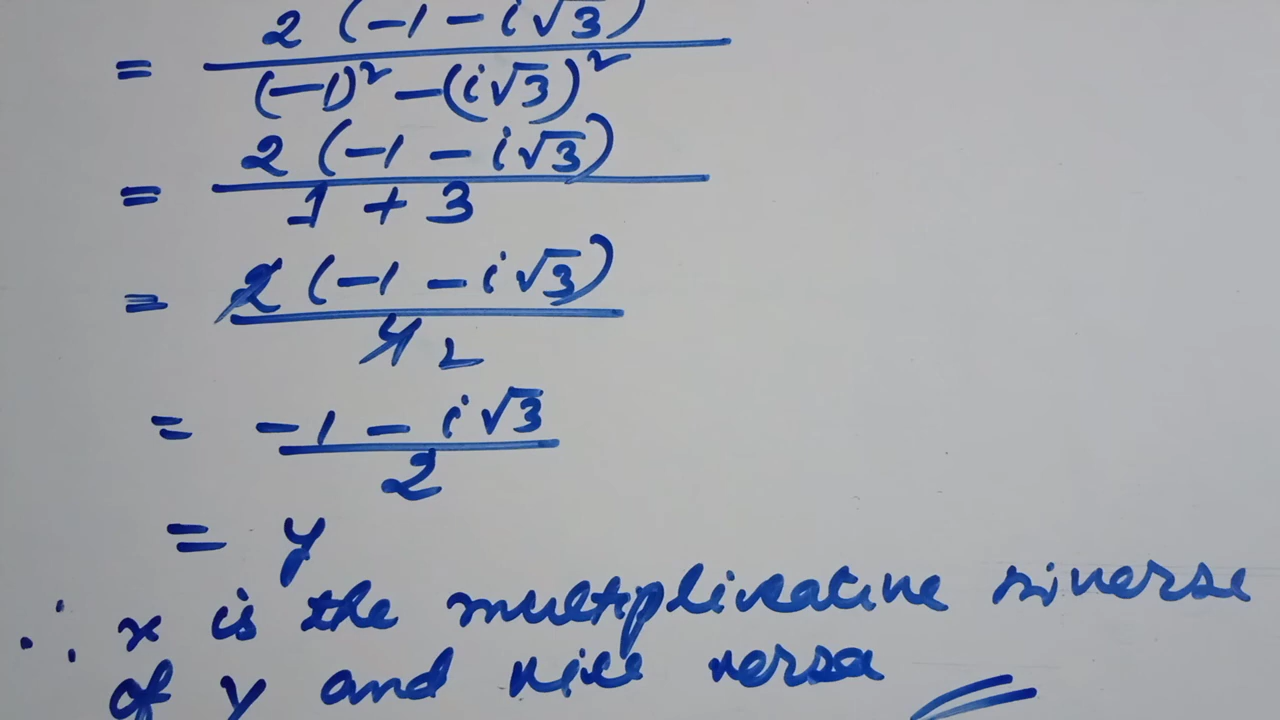 = 2 (-1 - i√3) / (-1)² - (i√3)²
= 2 (-1 - i√3) / 1 + 3
= 2 (-1 - i√3) / 4 2
= -1 - i√3 / 2
= y
∴ x is the multiplicative inverse
of y and vice versa